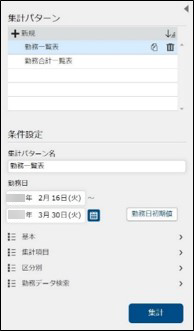 集計パターン
新規
勤務一覧表
勤務合計一覧表
条件設定
集計パターン名
勤務一覧表
勤務日
年 2月16日(火) ～
年 3月30日(火) 勤務日初期値
基本
集計項目
区分別
勤務データ検索
集計